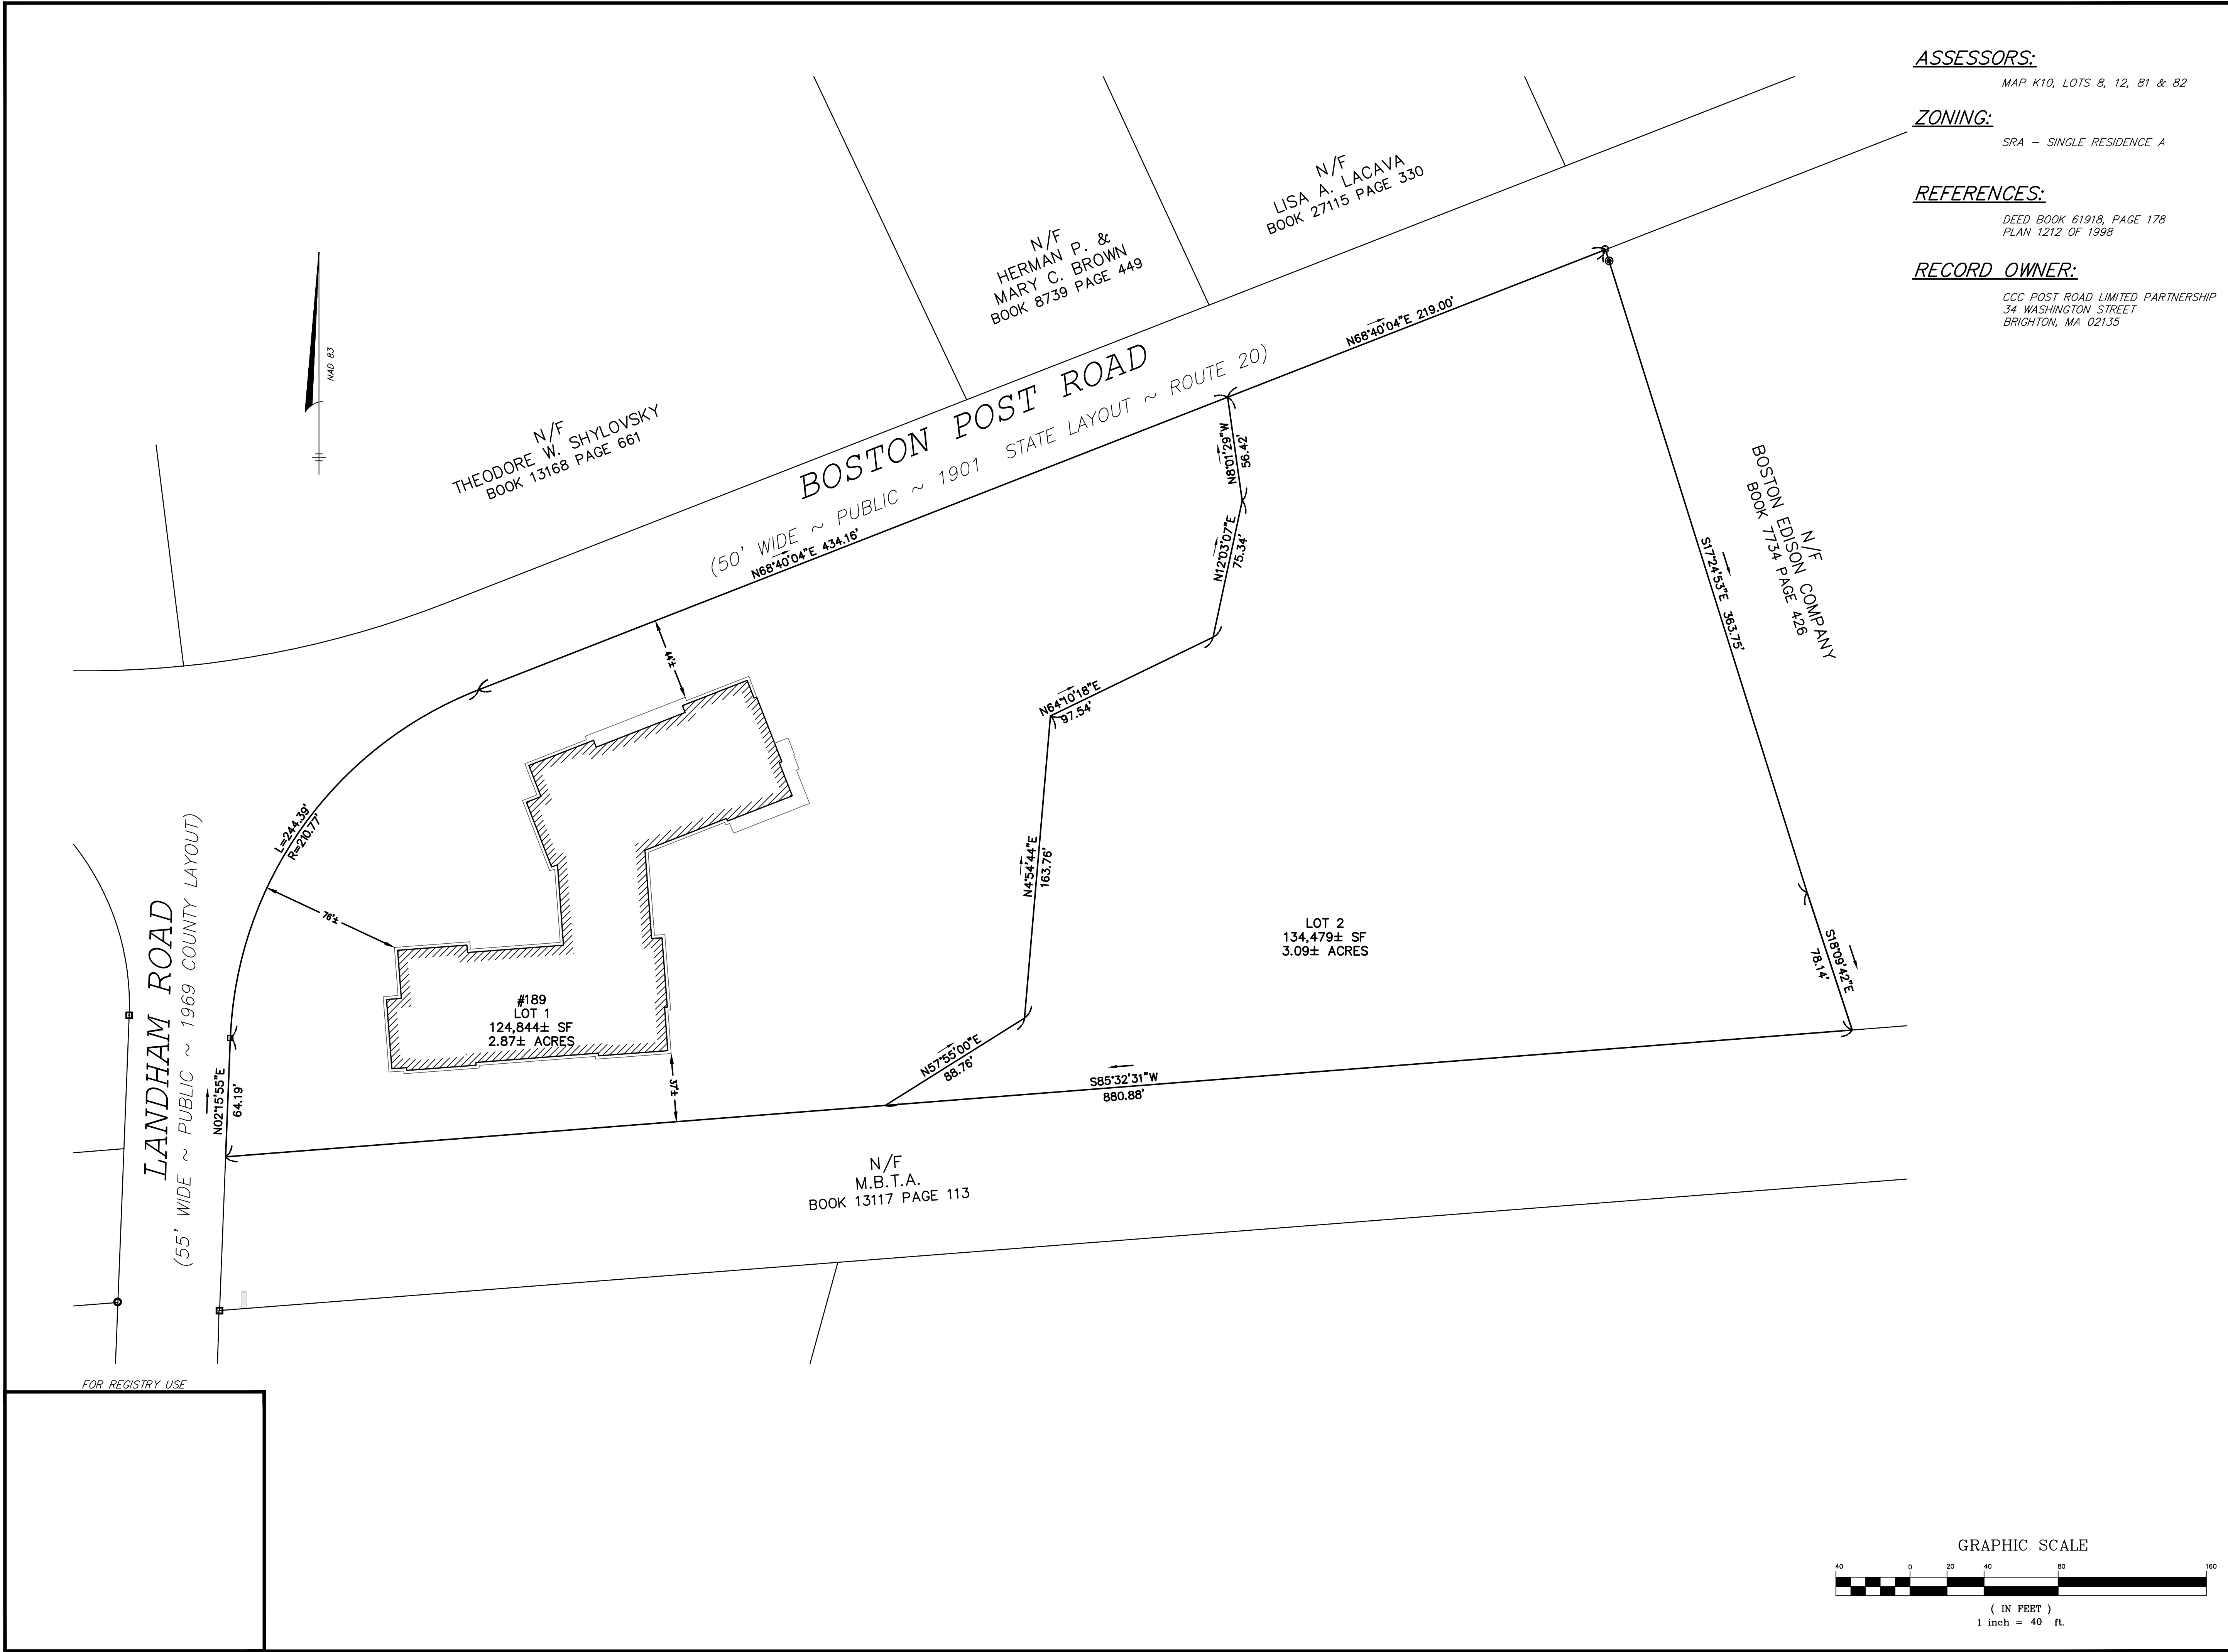 ASSESSORS:
MAP K10, LOTS 8, 12, 81 & 82
ZONING:
SRA – SINGLE RESIDENCE A
REFERENCES:
DEED BOOK 61918, PAGE 178
PLAN 1212 OF 1998
RECORD OWNER:
CCC POST ROAD LIMITED PARTNERSHIP
34 WASHINGTON STREET
BRIGHTON, MA 02135
N/F
LISA A. LACAVA
BOOK 27115 PAGE 330
N/F
HERMAN P. &
MARY C. BROWN
BOOK 8739 PAGE 449
NAD 83
N/F
THEODORE W. SHYLOVSKY
BOOK 13168 PAGE 661
BOSTON POST ROAD
(50' WIDE ~ PUBLIC ~ 1901 STATE LAYOUT ~ ROUTE 20)
N68°40'04"E 219.00'
N68°40'04"E 434.16'
N8°01'29"W
56.42'
N12°03'07"E
75.34'
N64°10'18"E
97.54'
N4°54'44"E
163.76'
N57°55'00"E
88.76'
S17°24'53"E 363.75'
N/F
BOSTON EDISON COMPANY
BOOK 7734 PAGE 426
S18°09'42"E
78.14'
44'±
L=244.39'
R=210.77'
76'±
LANDHAM ROAD
(55' WIDE ~ PUBLIC ~ 1969 COUNTY LAYOUT)
LOT 2
134,479± SF
3.09± ACRES
#189
LOT 1
124,844± SF
2.87± ACRES
37'±
N02°15'55"E
64.19'
S85°32'31"W
880.88'
N/F
M.B.T.A.
BOOK 13117 PAGE 113
FOR REGISTRY USE
GRAPHIC SCALE
40 0 20 40 80 160
( IN FEET )
1 inch = 40 ft.